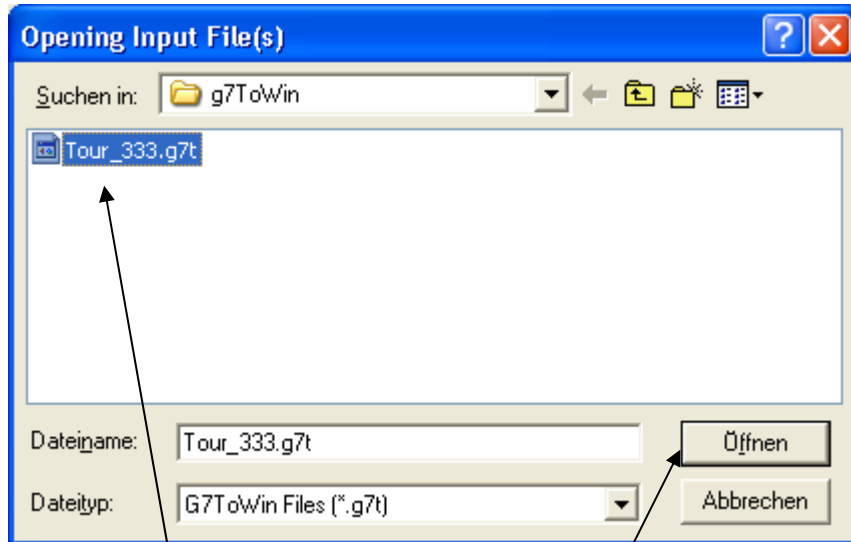 Opening Input File(s)
Suchen in: g7ToWin
Tour_333.g7t
Dateiname: Tour_333.g7t Öffnen
Dateityp: G7ToWin Files (*.g7t) Abbrechen